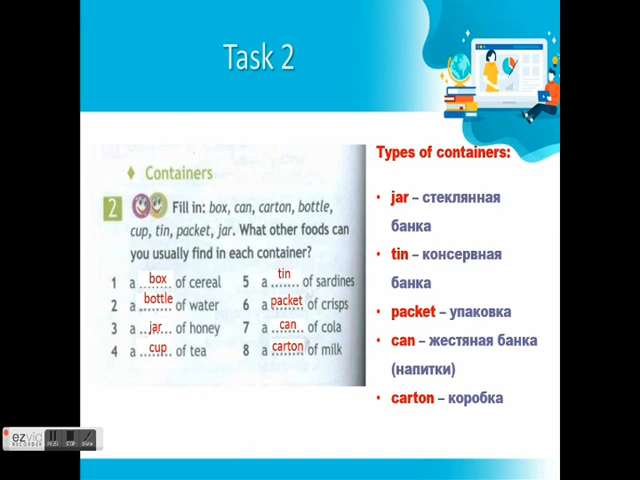 Task 2
Containers
2 Fill in: box, can, carton, bottle,
cup, tin, packet, jar. What other foods can
you usually find in each container?
1 a box of cereal
2 a bottle of water
3 a jar of honey
4 a cup of tea
5 a tin of sardines
6 a packet of crisps
7 a can of cola
8 a carton of milk
Types of containers:
• jar – стеклянная
банка
• tin – консервная
банка
• packet – упаковка
• can – жестяная банка
(напитки)
• carton – коробка
ezvid
RECORDER
STOP